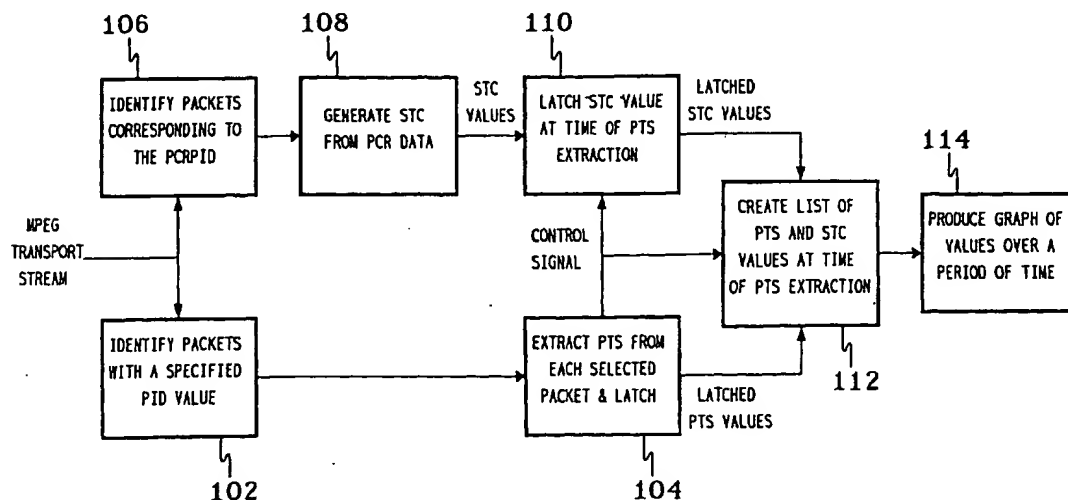 106
108
110
114
IDENTIFY PACKETS
CORRESPONDING TO
THE PCRPID
GENERATE STC
FROM PCR DATA
STC
VALUES
LATCH STC VALUE
AT TIME OF PTS
EXTRACTION
LATCHED
STC VALUES
MPEG
TRANSPORT
STREAM
CONTROL
SIGNAL
CREATE LIST OF
PTS AND STC
VALUES AT TIME
OF PTS EXTRACTION
PRODUCE GRAPH OF
VALUES OVER A
PERIOD OF TIME
IDENTIFY PACKETS
WITH A SPECIFIED
PID VALUE
EXTRACT PTS FROM
EACH SELECTED
PACKET & LATCH
LATCHED
PTS VALUES
112
102
104